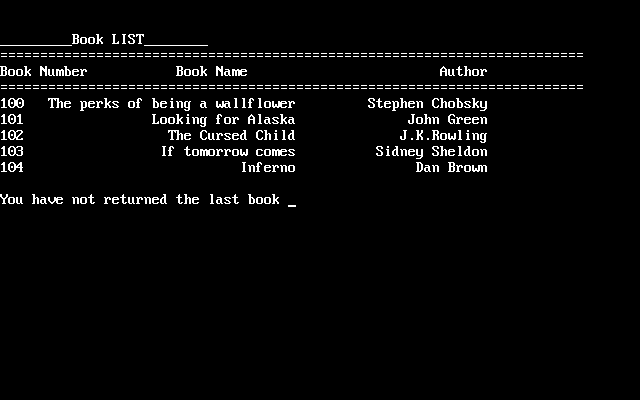 _________Book LIST________
=========================================================================
Book Number           Book Name                        Author
=========================================================================
100   The perks of being a wallflower         Stephen Chobsky
101                Looking for Alaska              John Green
102                  The Cursed Child             J.K.Rowling
103                 If tomorrow comes          Sidney Sheldon
104                           Inferno               Dan Brown
You have not returned the last book _